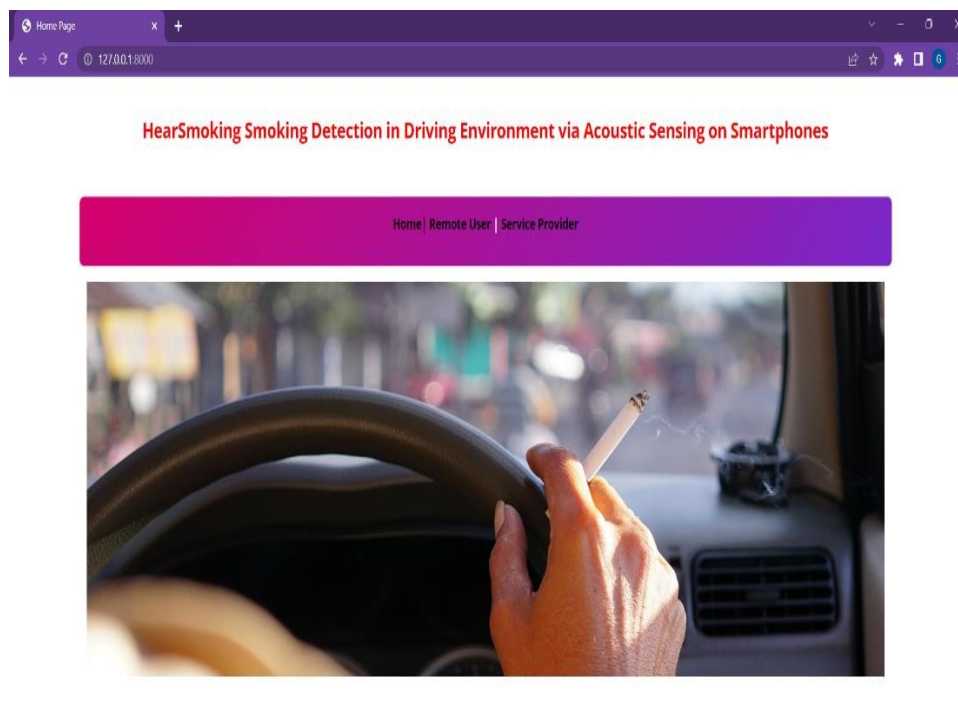 Home Page
127.0.0.1:8000
G
HearSmoking Smoking Detection in Driving Environment via Acoustic Sensing on Smartphones
Home| Remote User | Service Provider